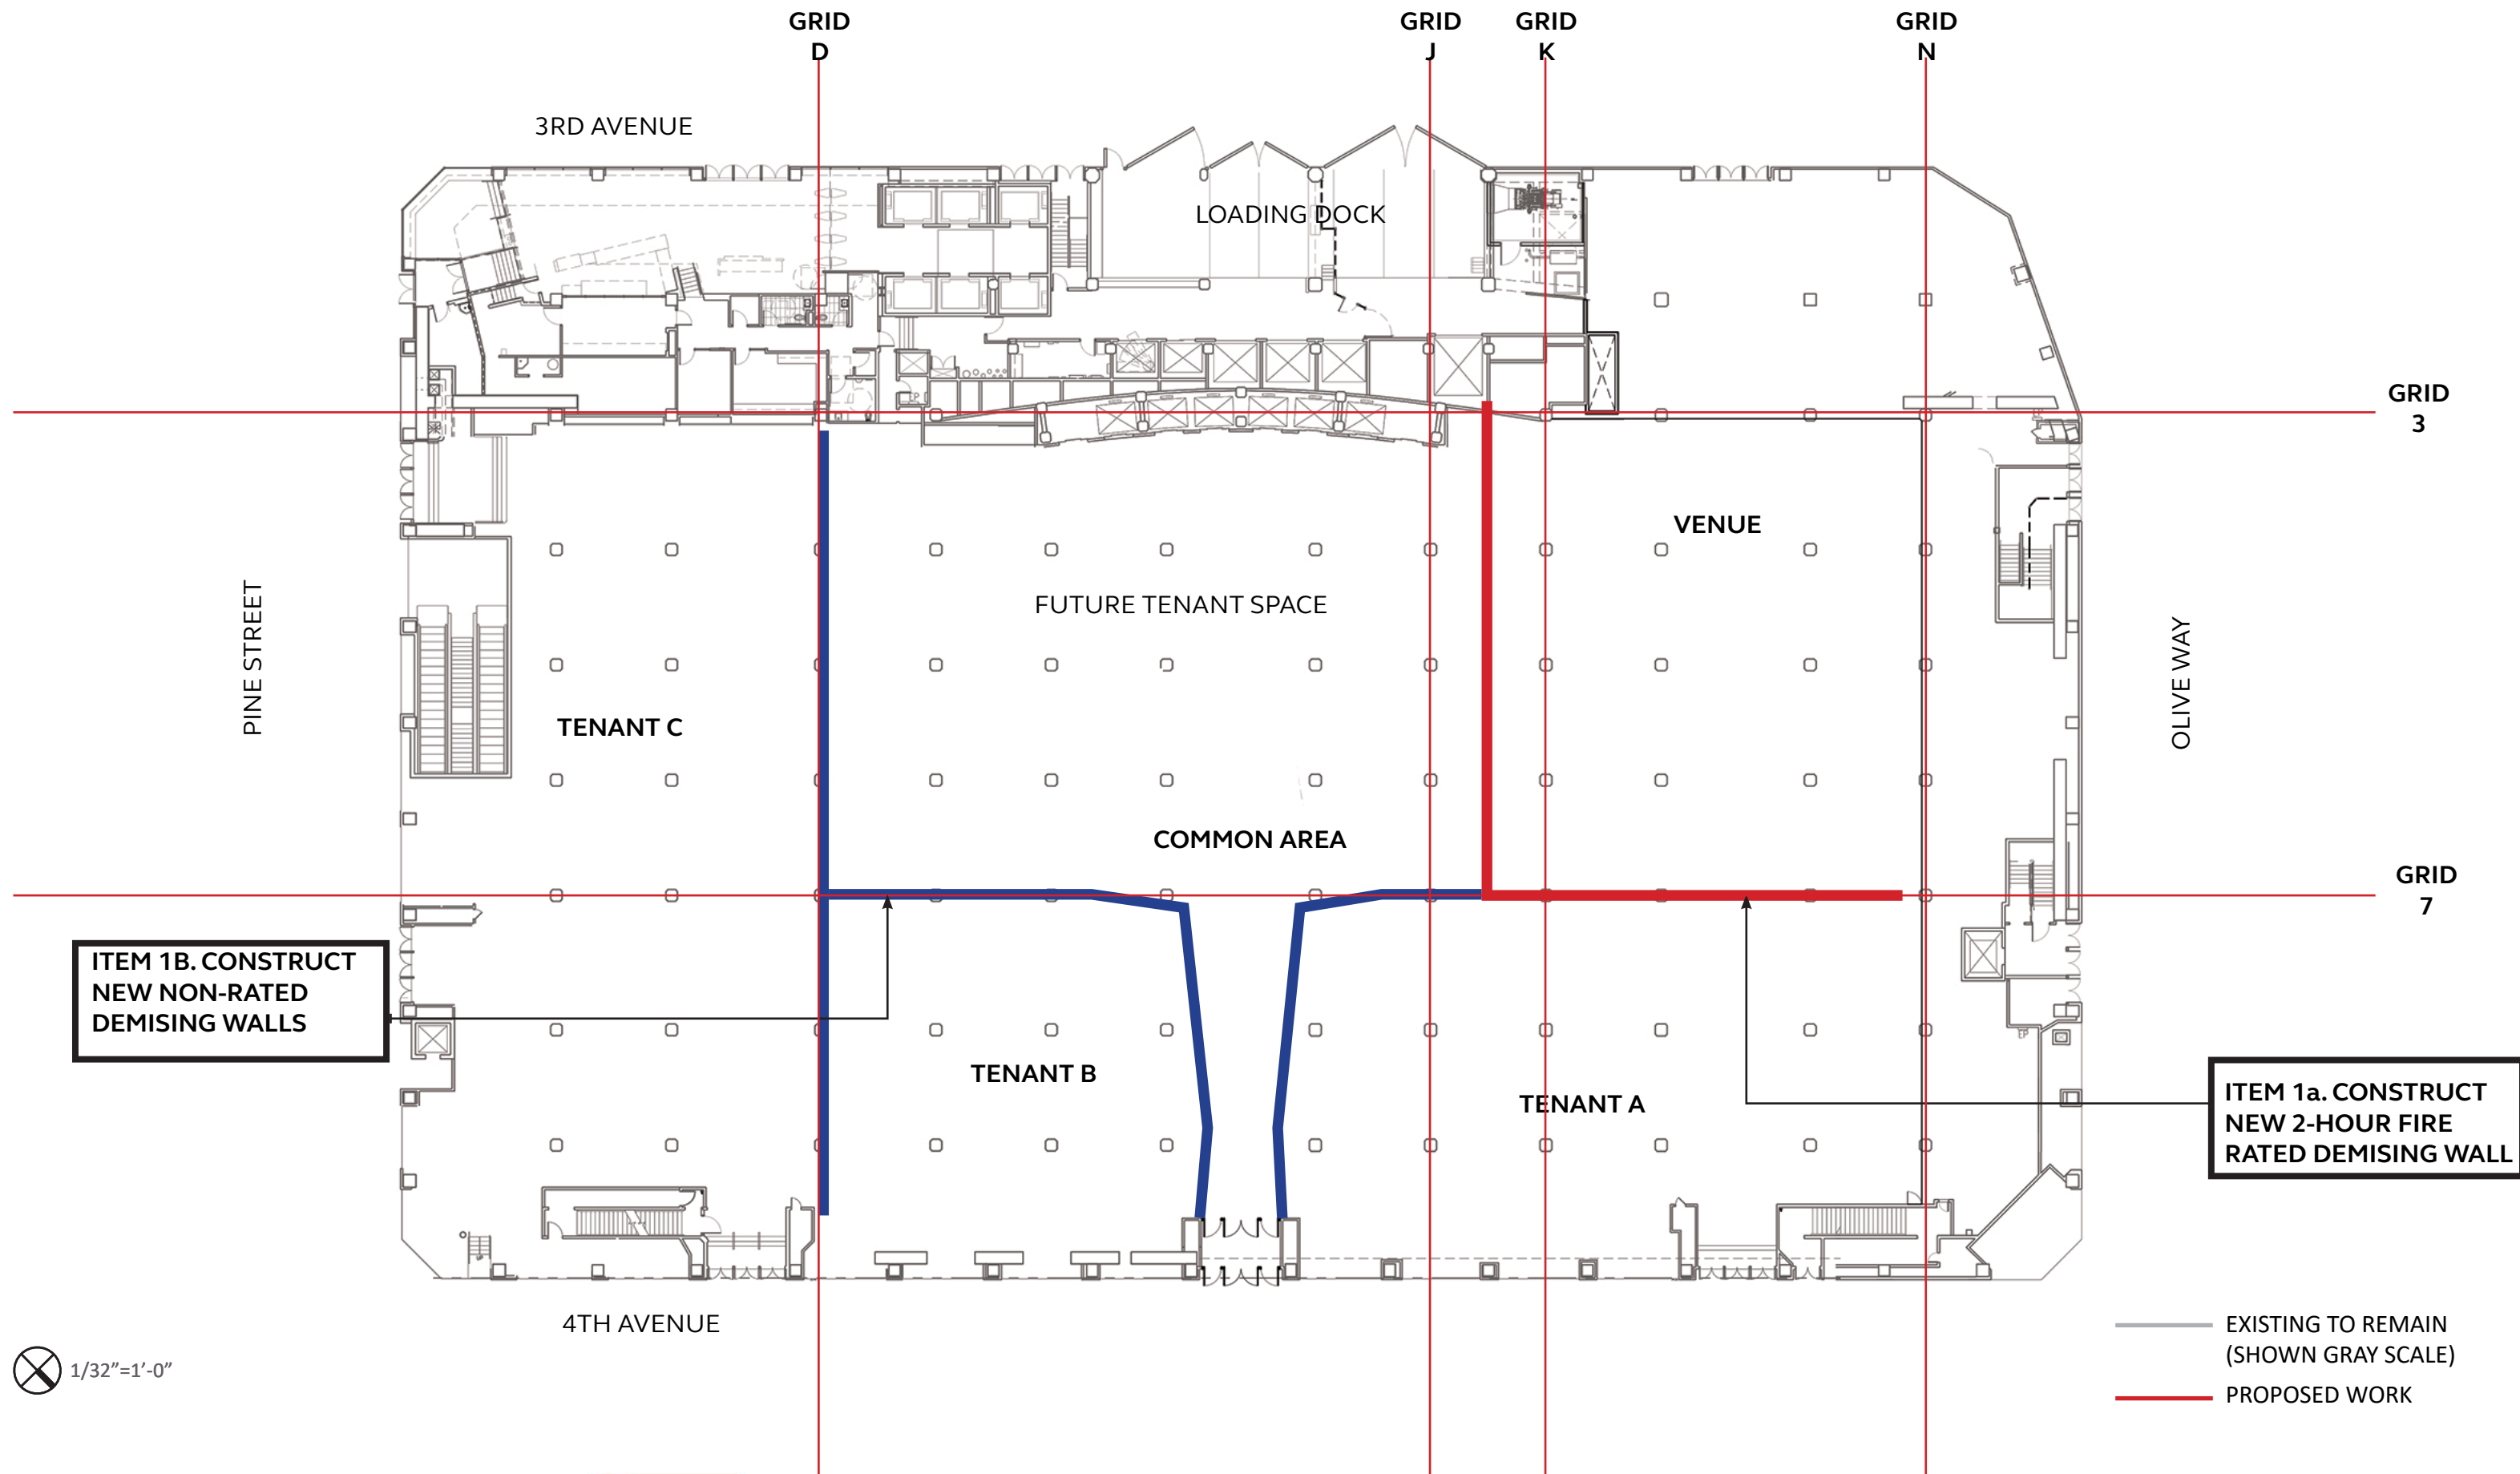 GRID
D
GRID
J
GRID
K
GRID
N
3RD AVENUE
LOADING DOCK
GRID
3
VENUE
FUTURE TENANT SPACE
PINE STREET
OLIVE WAY
TENANT C
COMMON AREA
GRID
7
ITEM 1B. CONSTRUCT
NEW NON-RATED
DEMISING WALLS
TENANT B
TENANT A
ITEM 1a. CONSTRUCT
NEW 2-HOUR FIRE
RATED DEMISING WALL
4TH AVENUE
1/32”=1’-0”
EXISTING TO REMAIN
(SHOWN GRAY SCALE)
PROPOSED WORK